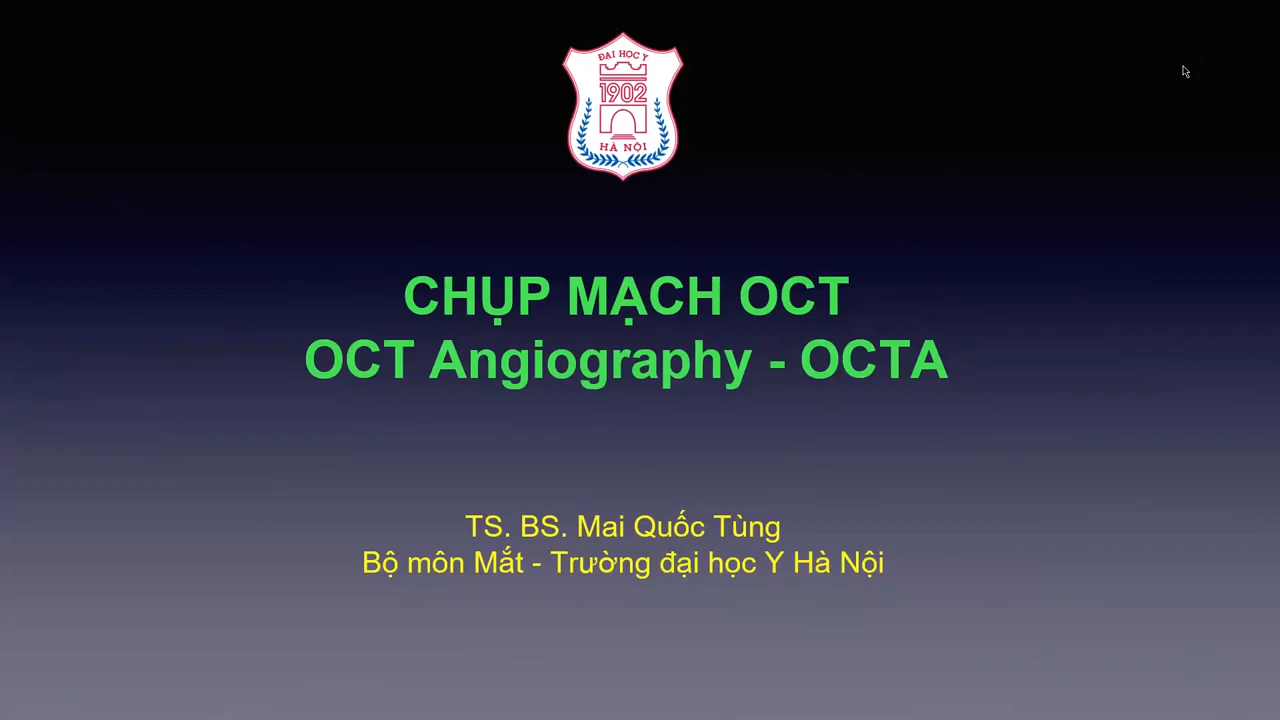 ĐẠI HỌC Y
1902
HÀ NỘI
CHỤP MẠCH OCT
OCT Angiography - OCTA
TS. BS. Mai Quốc Tùng
Bộ môn Mắt - Trường đại học Y Hà Nội